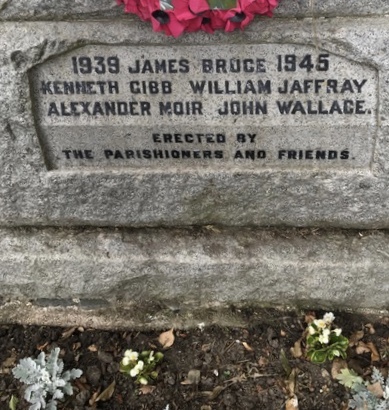 1939 JAMES BRUCE 1945
KENNETH GIBB WILLIAM JAFFRAY
ALEXANDER MOIR JOHN WALLACE.
ERECTED BY
THE PARISHIONERS AND FRIENDS.